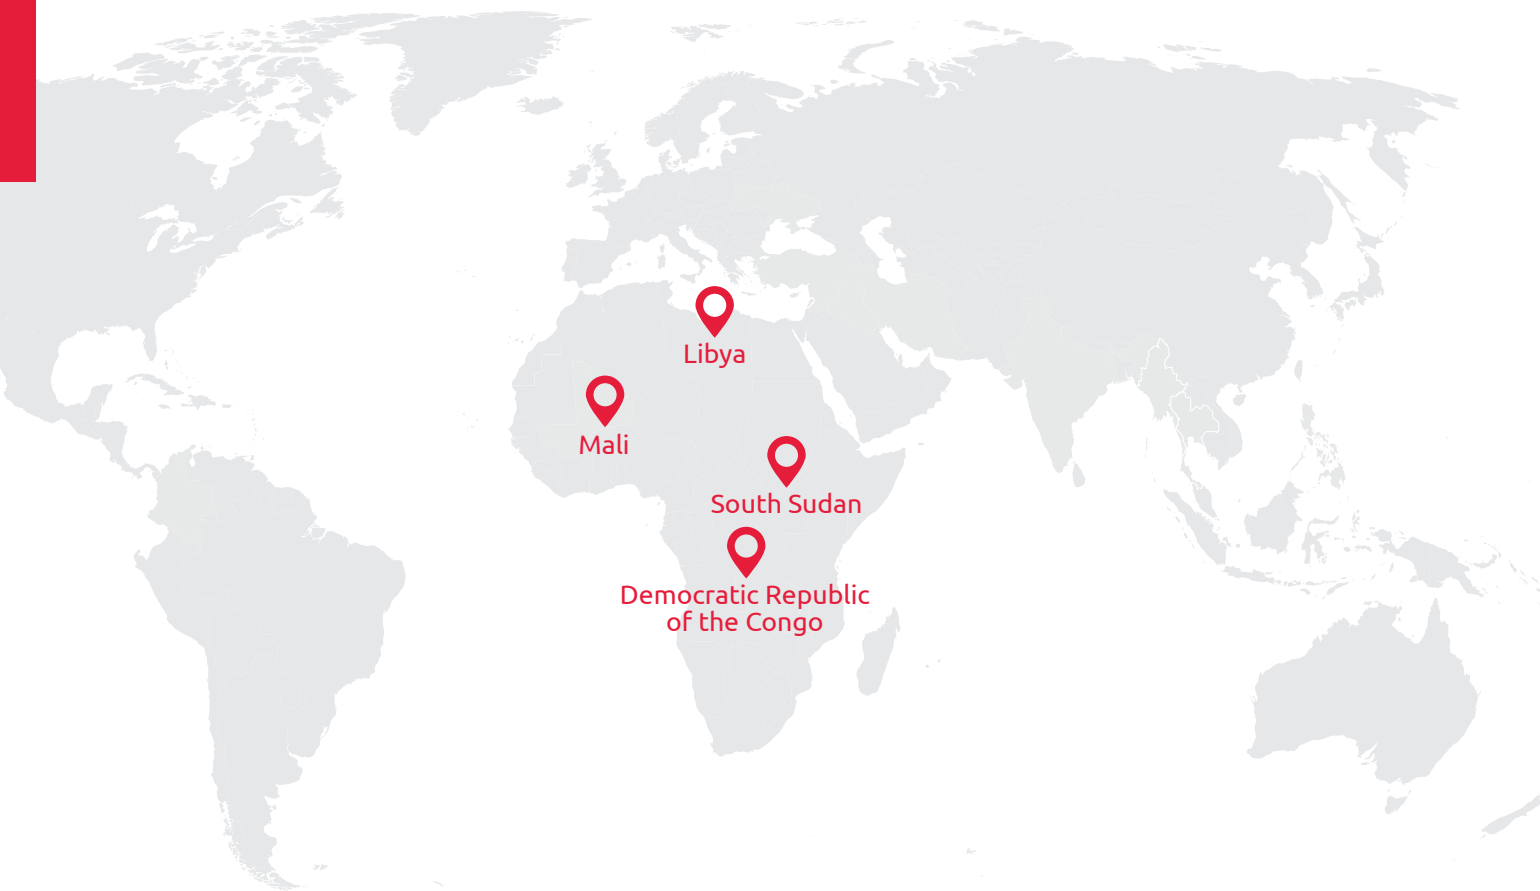 Libya
Mali
South Sudan
Democratic Republic
of the Congo